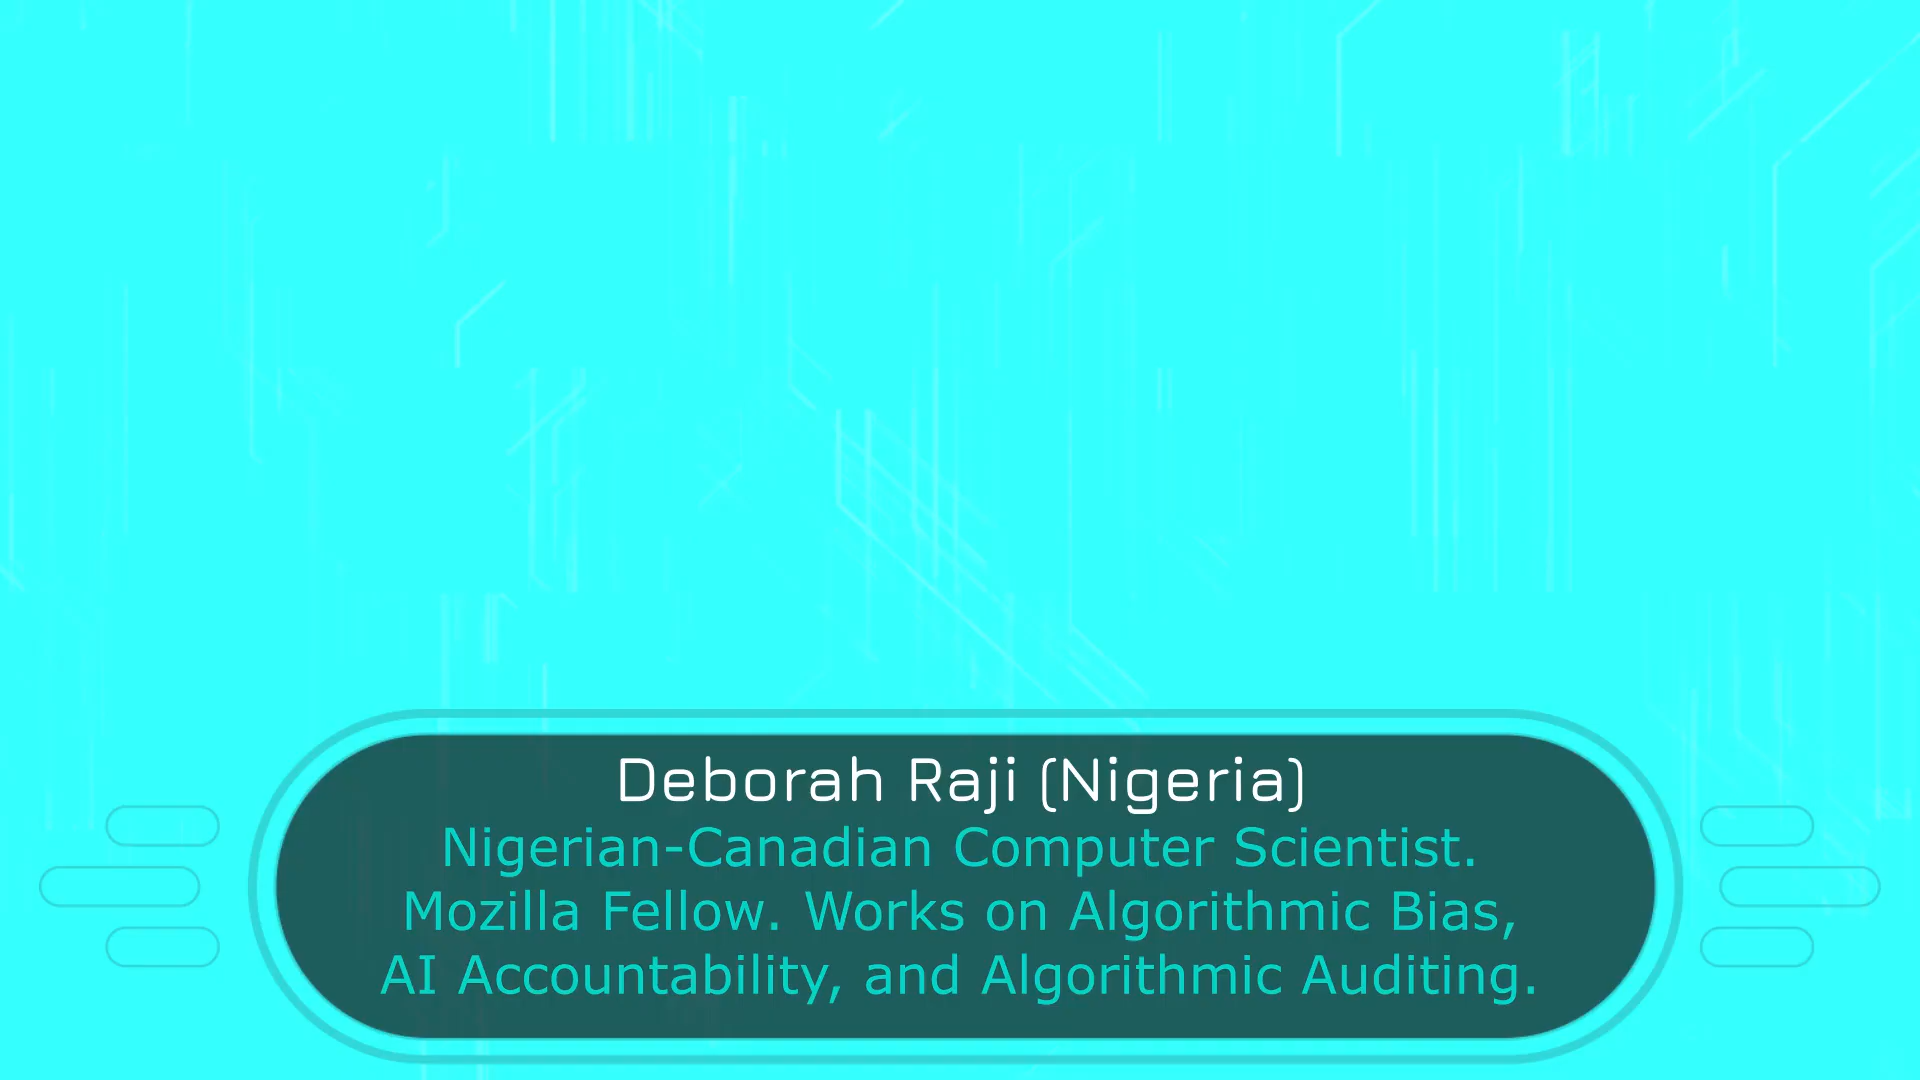 Deborah Raji (Nigeria)
Nigerian-Canadian Computer Scientist.
Mozilla Fellow. Works on Algorithmic Bias,
AI Accountability, and Algorithmic Auditing.